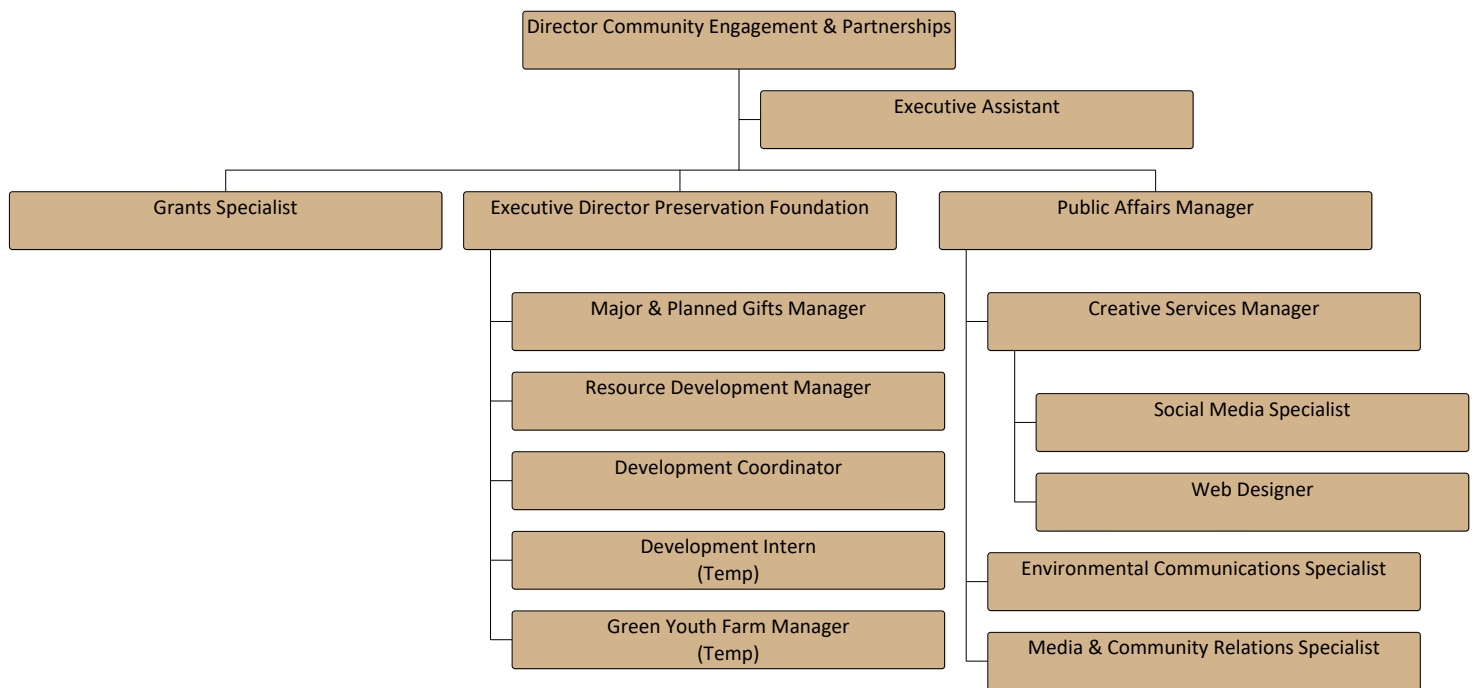 Director Community Engagement & Partnerships
Executive Assistant
Grants Specialist
Executive Director Preservation Foundation
Public Affairs Manager
Major & Planned Gifts Manager
Resource Development Manager
Development Coordinator
Development Intern
(Temp)
Green Youth Farm Manager
(Temp)
Creative Services Manager
Social Media Specialist
Web Designer
Environmental Communications Specialist
Media & Community Relations Specialist